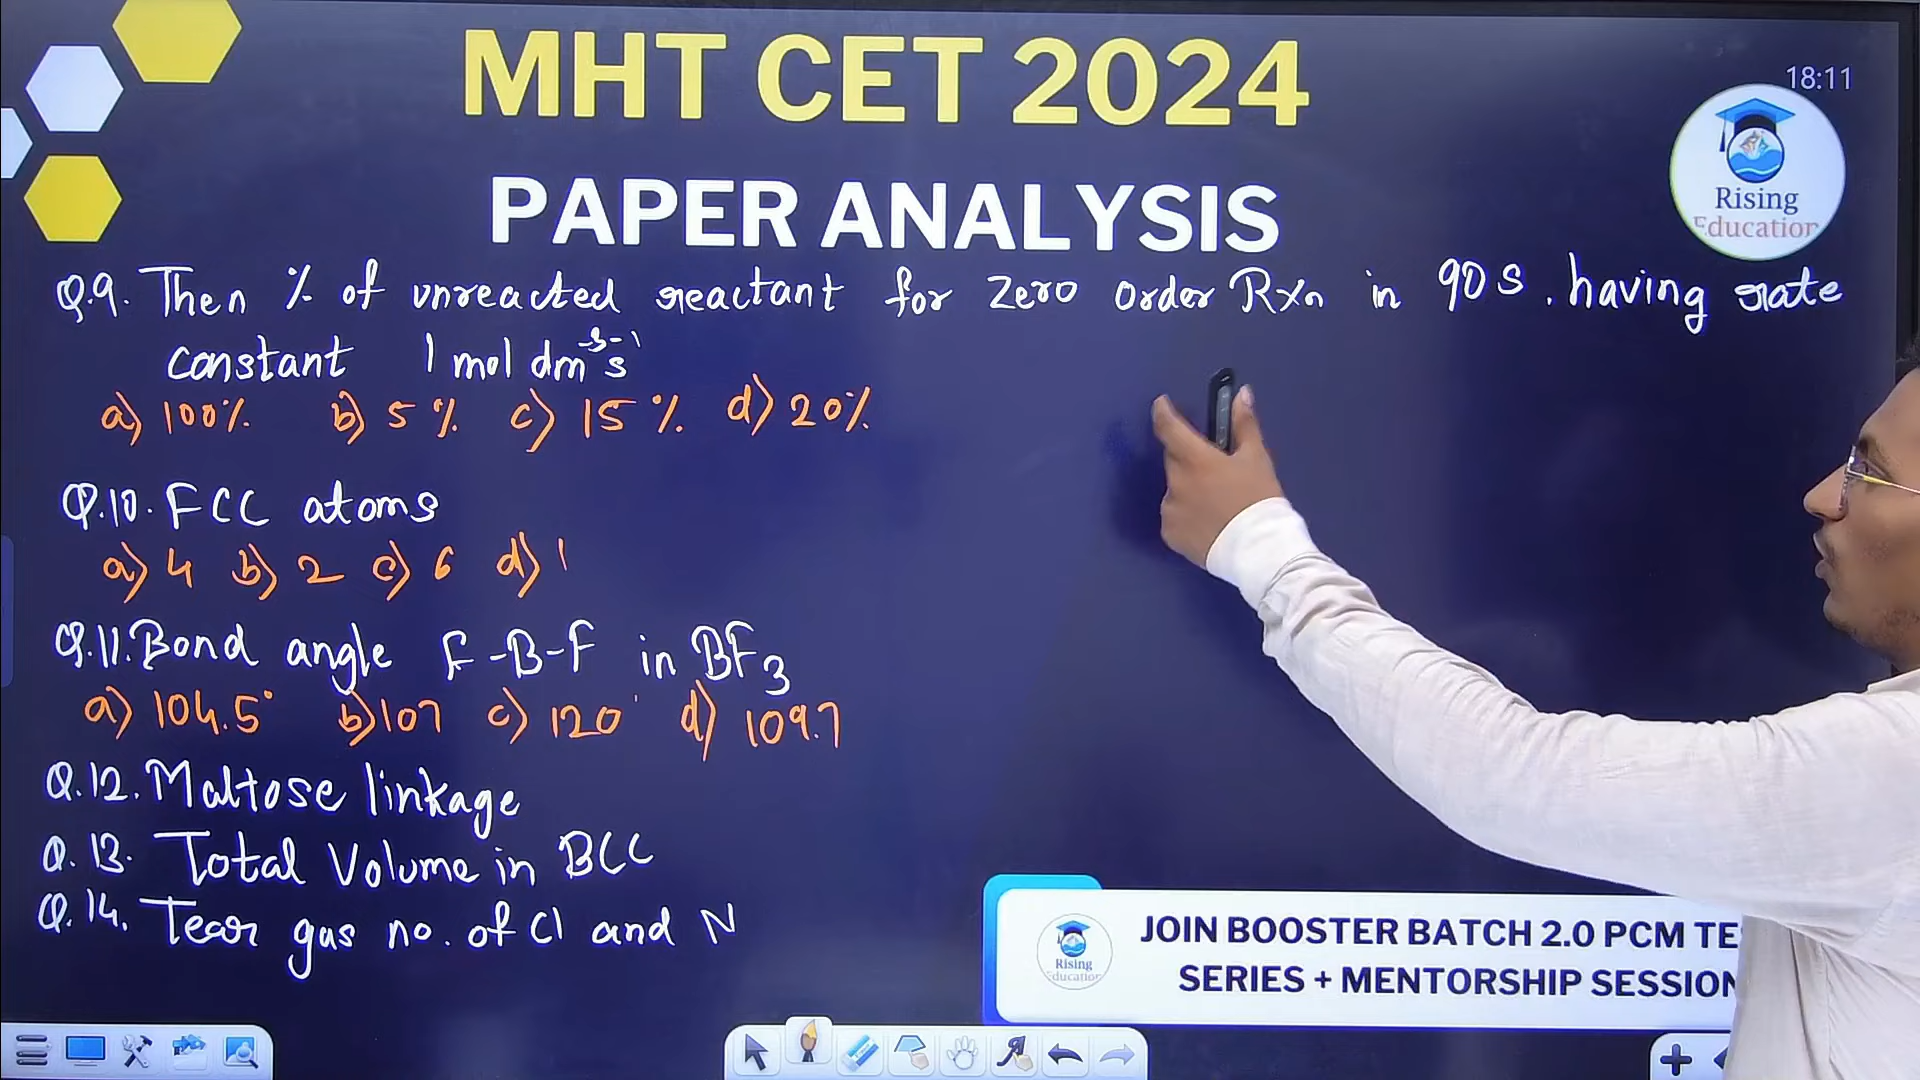 MHT CET 2024
18:11
PAPER ANALYSIS
Rising
Education
Q.9. Then % of unreacted reactant for Zero order Rxn in 90 s. having rate
constant 1 mol dm⁻³s⁻¹
a) 100% b) 5% c) 15% d) 20%
Q.10. FCC atoms
a) 4 b) 2 c) 6 d) 1
Q.11. Bond angle F-B-F in BF3
a) 104.5° b) 107 c) 120 d) 109.7
Q.12. Maltose linkage
Q.13. Total Volume in BCC
Q.14. Tear gas no. of Cl and N
JOIN BOOSTER BATCH 2.0 PCM TE
SERIES + MENTORSHIP SESSION
Rising
Education